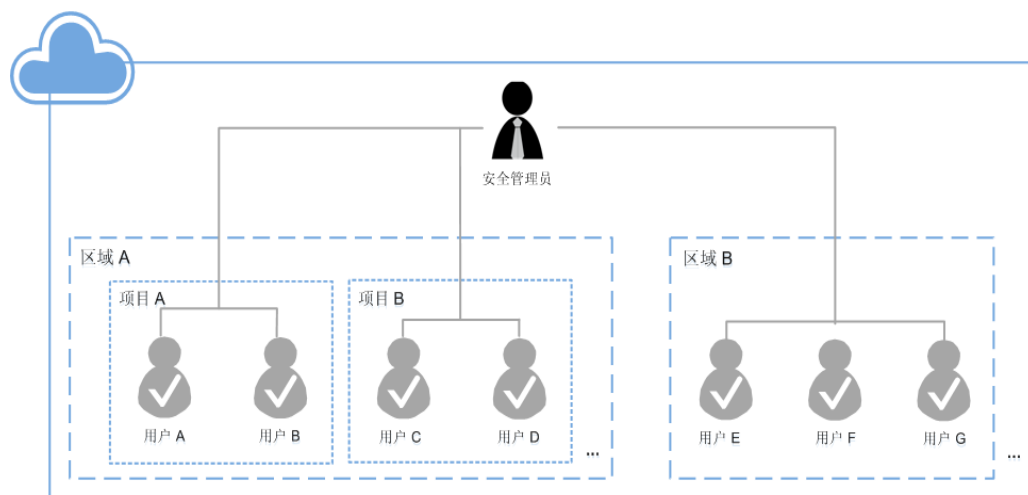 安全管理员
区域 A
区域 B
项目 A
项目 B
用户 A
用户 B
用户 C
用户 D
...
用户 E
用户 F
用户 G
...